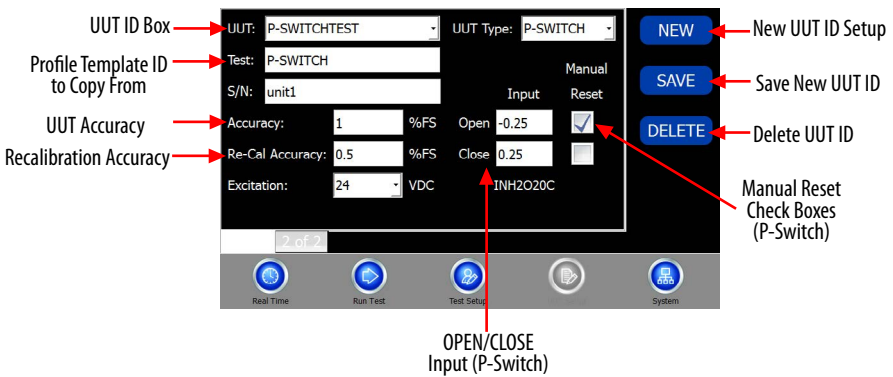 UUT ID Box
Profile Template ID
to Copy From
UUT Accuracy
Recalibration Accuracy
UUT: P-SWITCHTEST UUT Type: P-SWITCH
Test: P-SWITCH
Manual
S/N: unit1 Input Reset
Accuracy: 1 %FS Open -0.25
Re-Cal Accuracy: 0.5 %FS Close 0.25
Excitation: 24 VDC INH2O20C
2 of 2
Real Time Run Test Test Setup System
NEW
SAVE
DELETE
New UUT ID Setup
Save New UUT ID
Delete UUT ID
Manual Reset
Check Boxes
(P-Switch)
OPEN/CLOSE
Input (P-Switch)